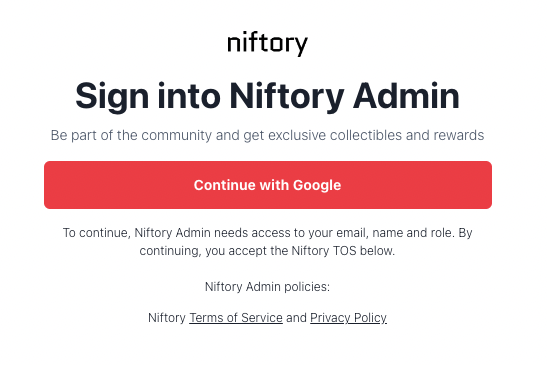 niftory
Sign into Niftory Admin
Be part of the community and get exclusive collectibles and rewards
Continue with Google
To continue, Niftory Admin needs access to your email, name and role. By
continuing, you accept the Niftory TOS below.
Niftory Admin policies:
Niftory Terms of Service and Privacy Policy